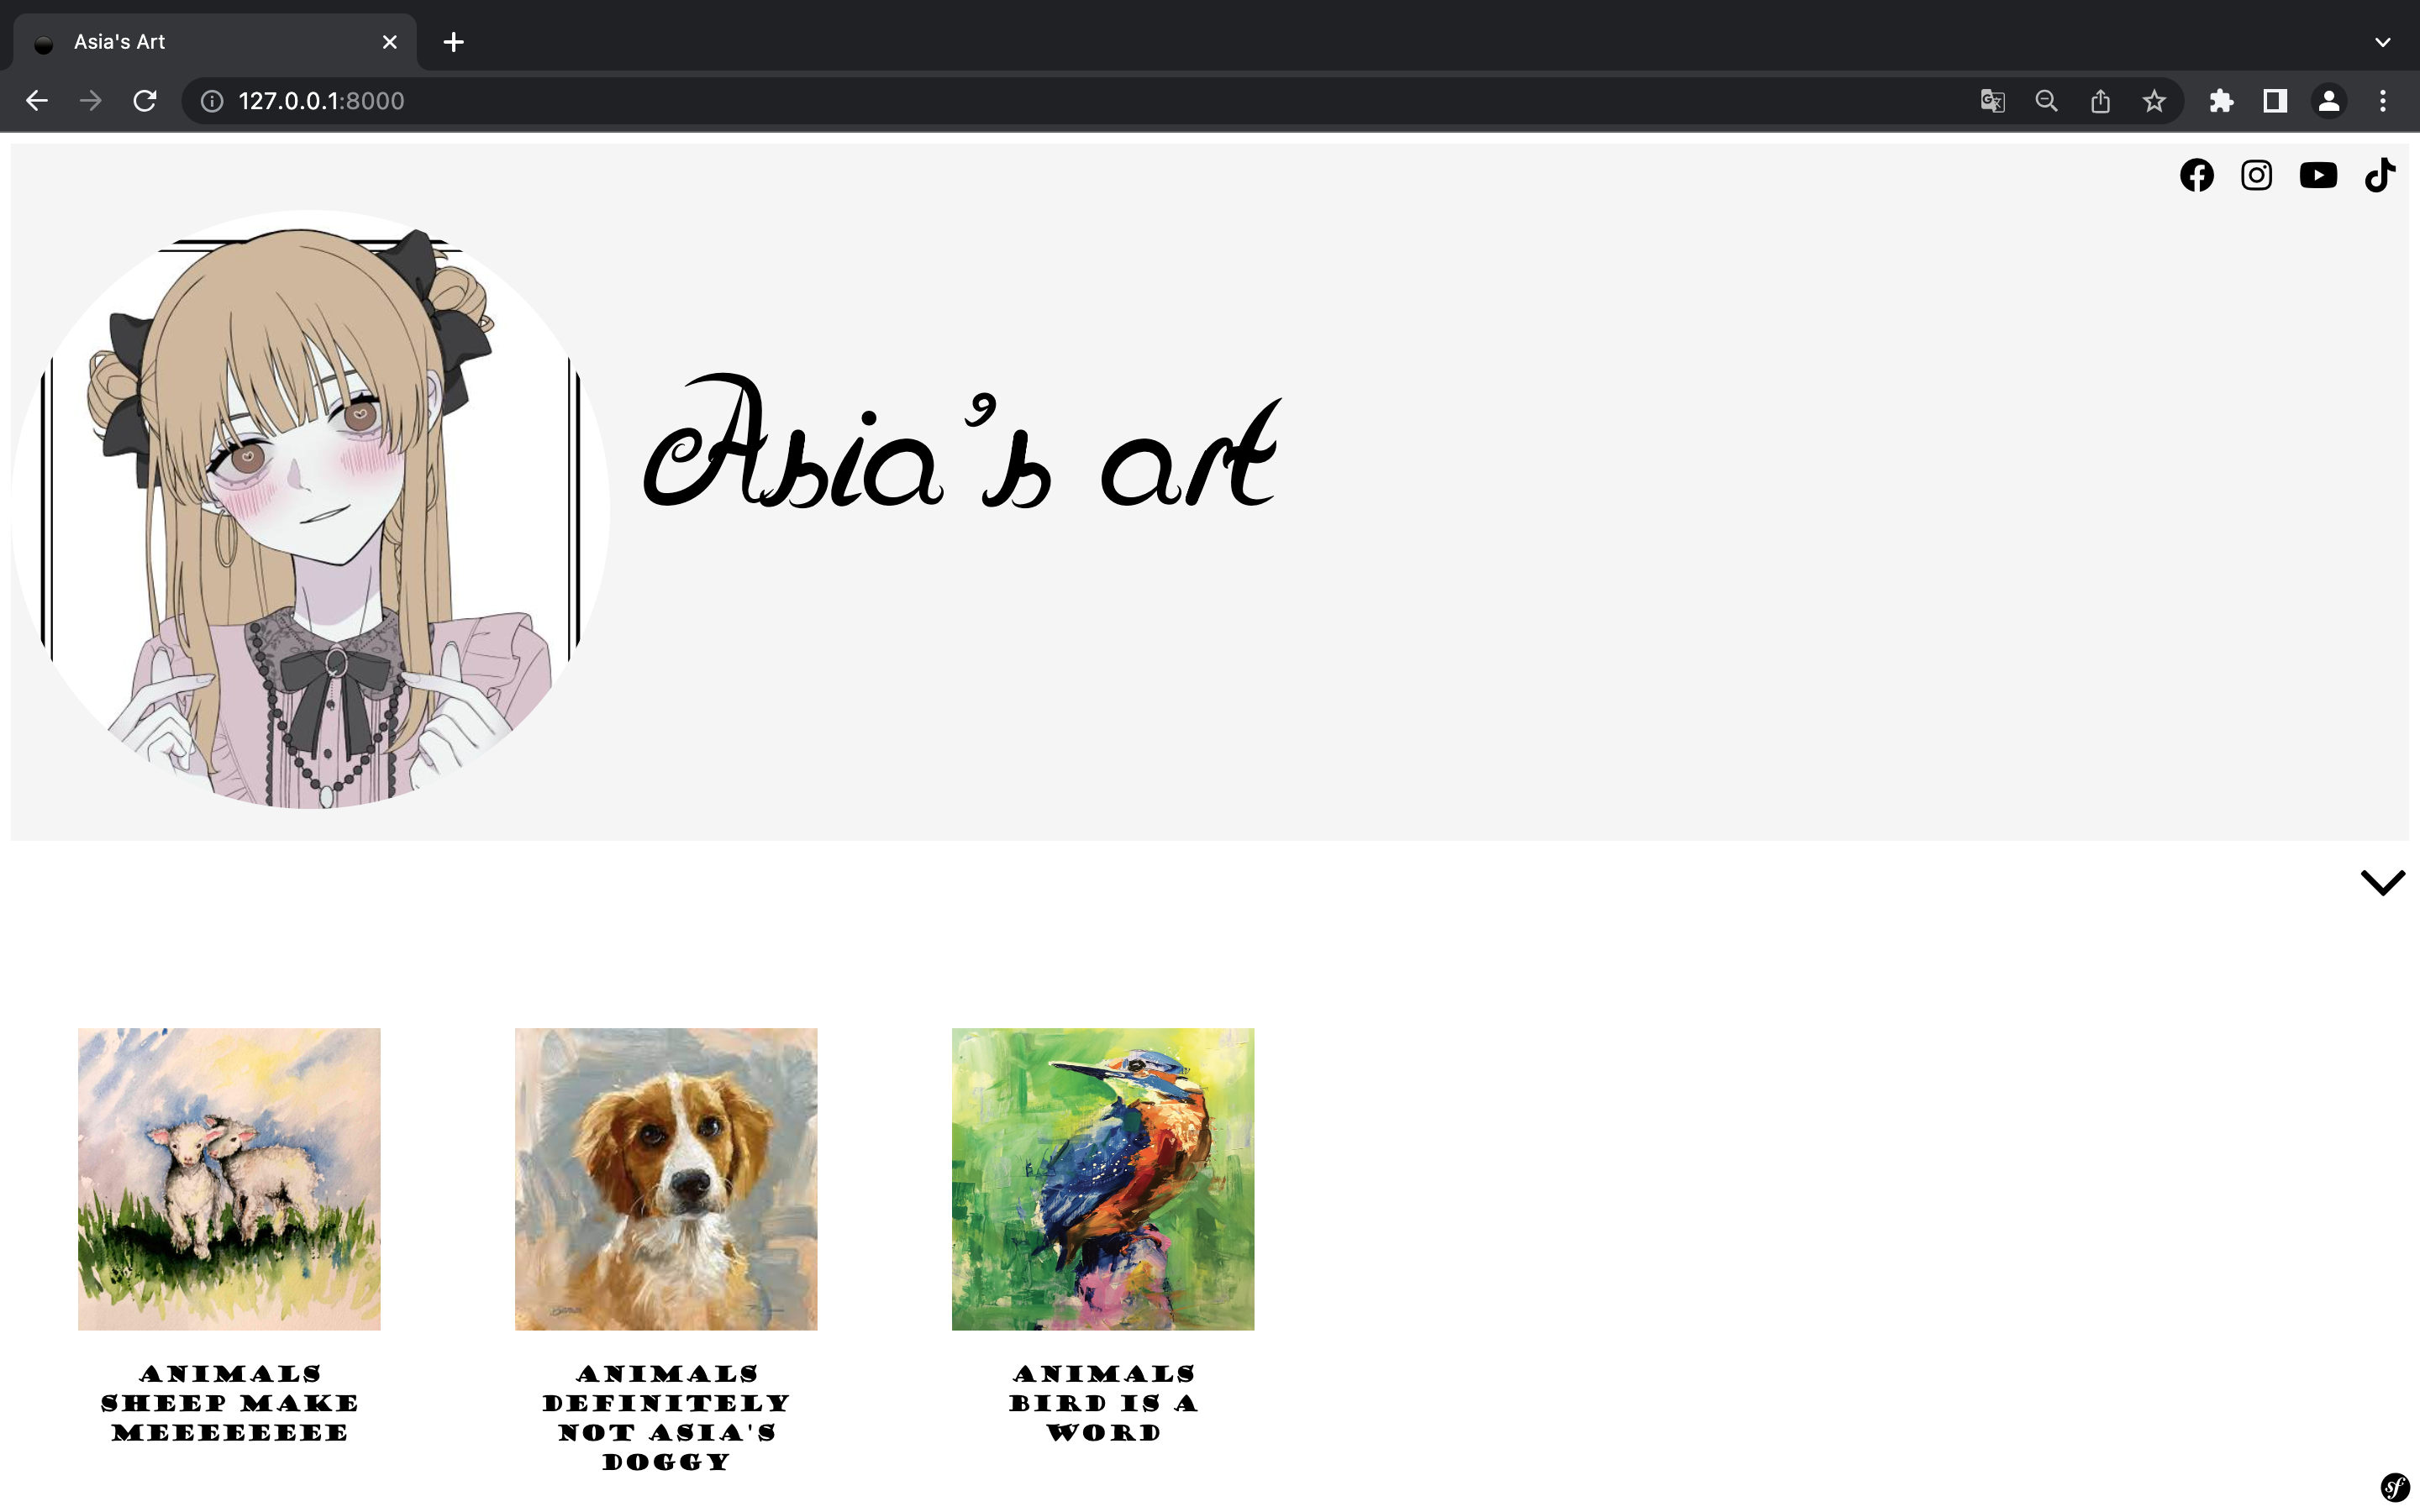 Asia's Art
127.0.0.1:8000
Asia's art
ANIMALS
SHEEP MAKE
MEEEEEEEE
ANIMALS
DEFINITELY
NOT ASIA'S
DOGGY
ANIMALS
BIRD IS A
WORD
sf